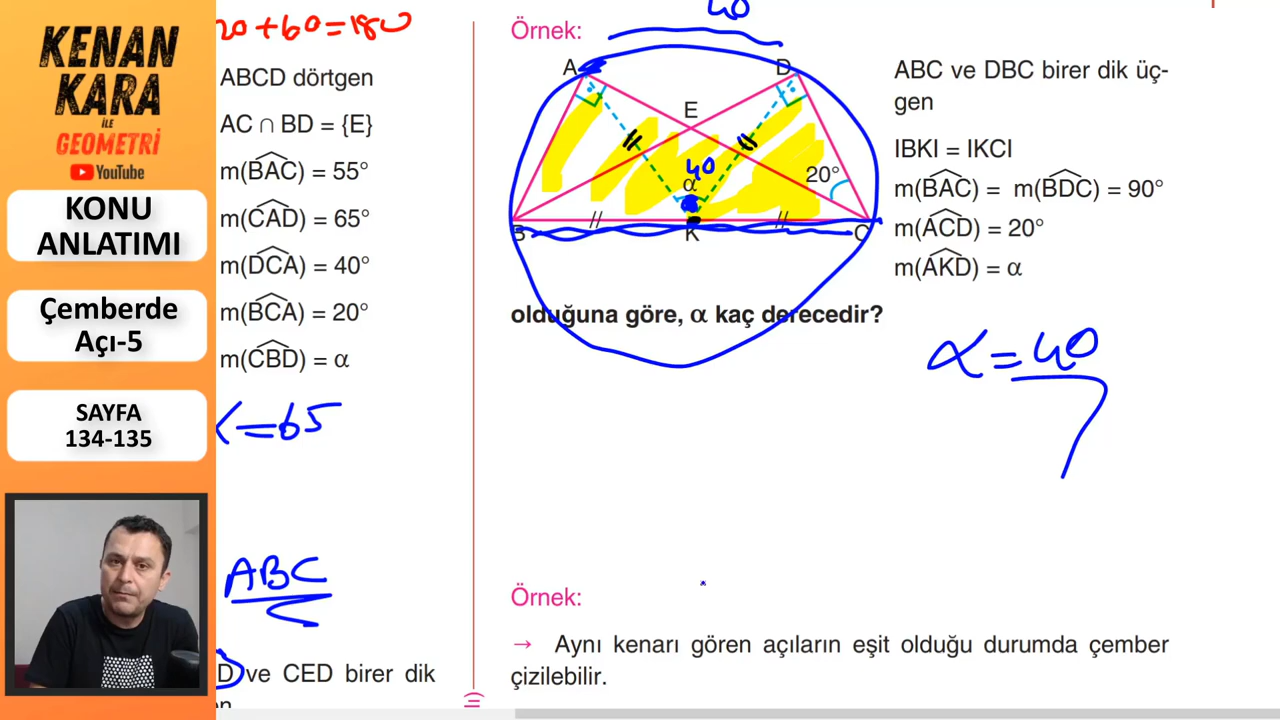 KENAN
KARA
İLE
GEOMETRİ
YouTube
KONU
ANLATIMI
Çemberde
Açı-5
SAYFA
134-135
20 + 60 = 180
ABCD dörtgen
AC ∩ BD = {E}
m(BAC) = 55°
m(CAD) = 65°
m(DCA) = 40°
m(BCA) = 20°
m(CBD) = α
= 65
ABC
D ve CED birer dik
Örnek:
40
A
D
E
40
α
20°
B
K
C
ABC ve DBC birer dik üç-
gen
IBKI = IKCI
m(BAC) = m(BDC) = 90°
m(ACD) = 20°
m(AKD) = α
olduğuna göre, α kaç derecedir?
α = 40
Örnek:
→ Aynı kenarı gören açıların eşit olduğu durumda çember
çizilebilir.